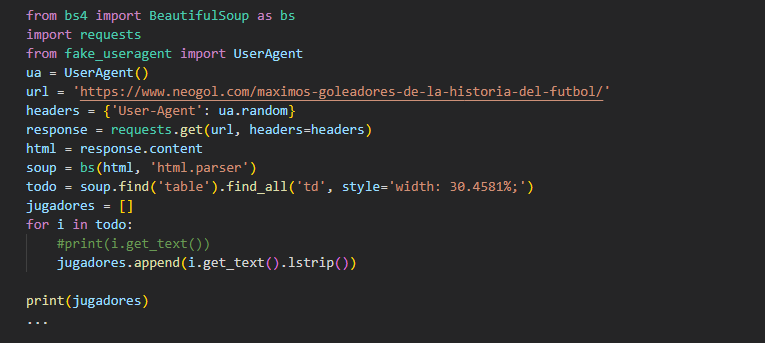 from bs4 import BeautifulSoup as bs
import requests
from fake_useragent import UserAgent
ua = UserAgent()
url = 'https://www.neogol.com/maximos-goleadores-de-la-historia-del-futbol/'
headers = {'User-Agent': ua.random}
response = requests.get(url, headers=headers)
html = response.content
soup = bs(html, 'html.parser')
todo = soup.find('table').find_all('td', style='width: 30.4581%;')
jugadores = []
for i in todo:
    #print(i.get_text())
    jugadores.append(i.get_text().lstrip())

print(jugadores)
...